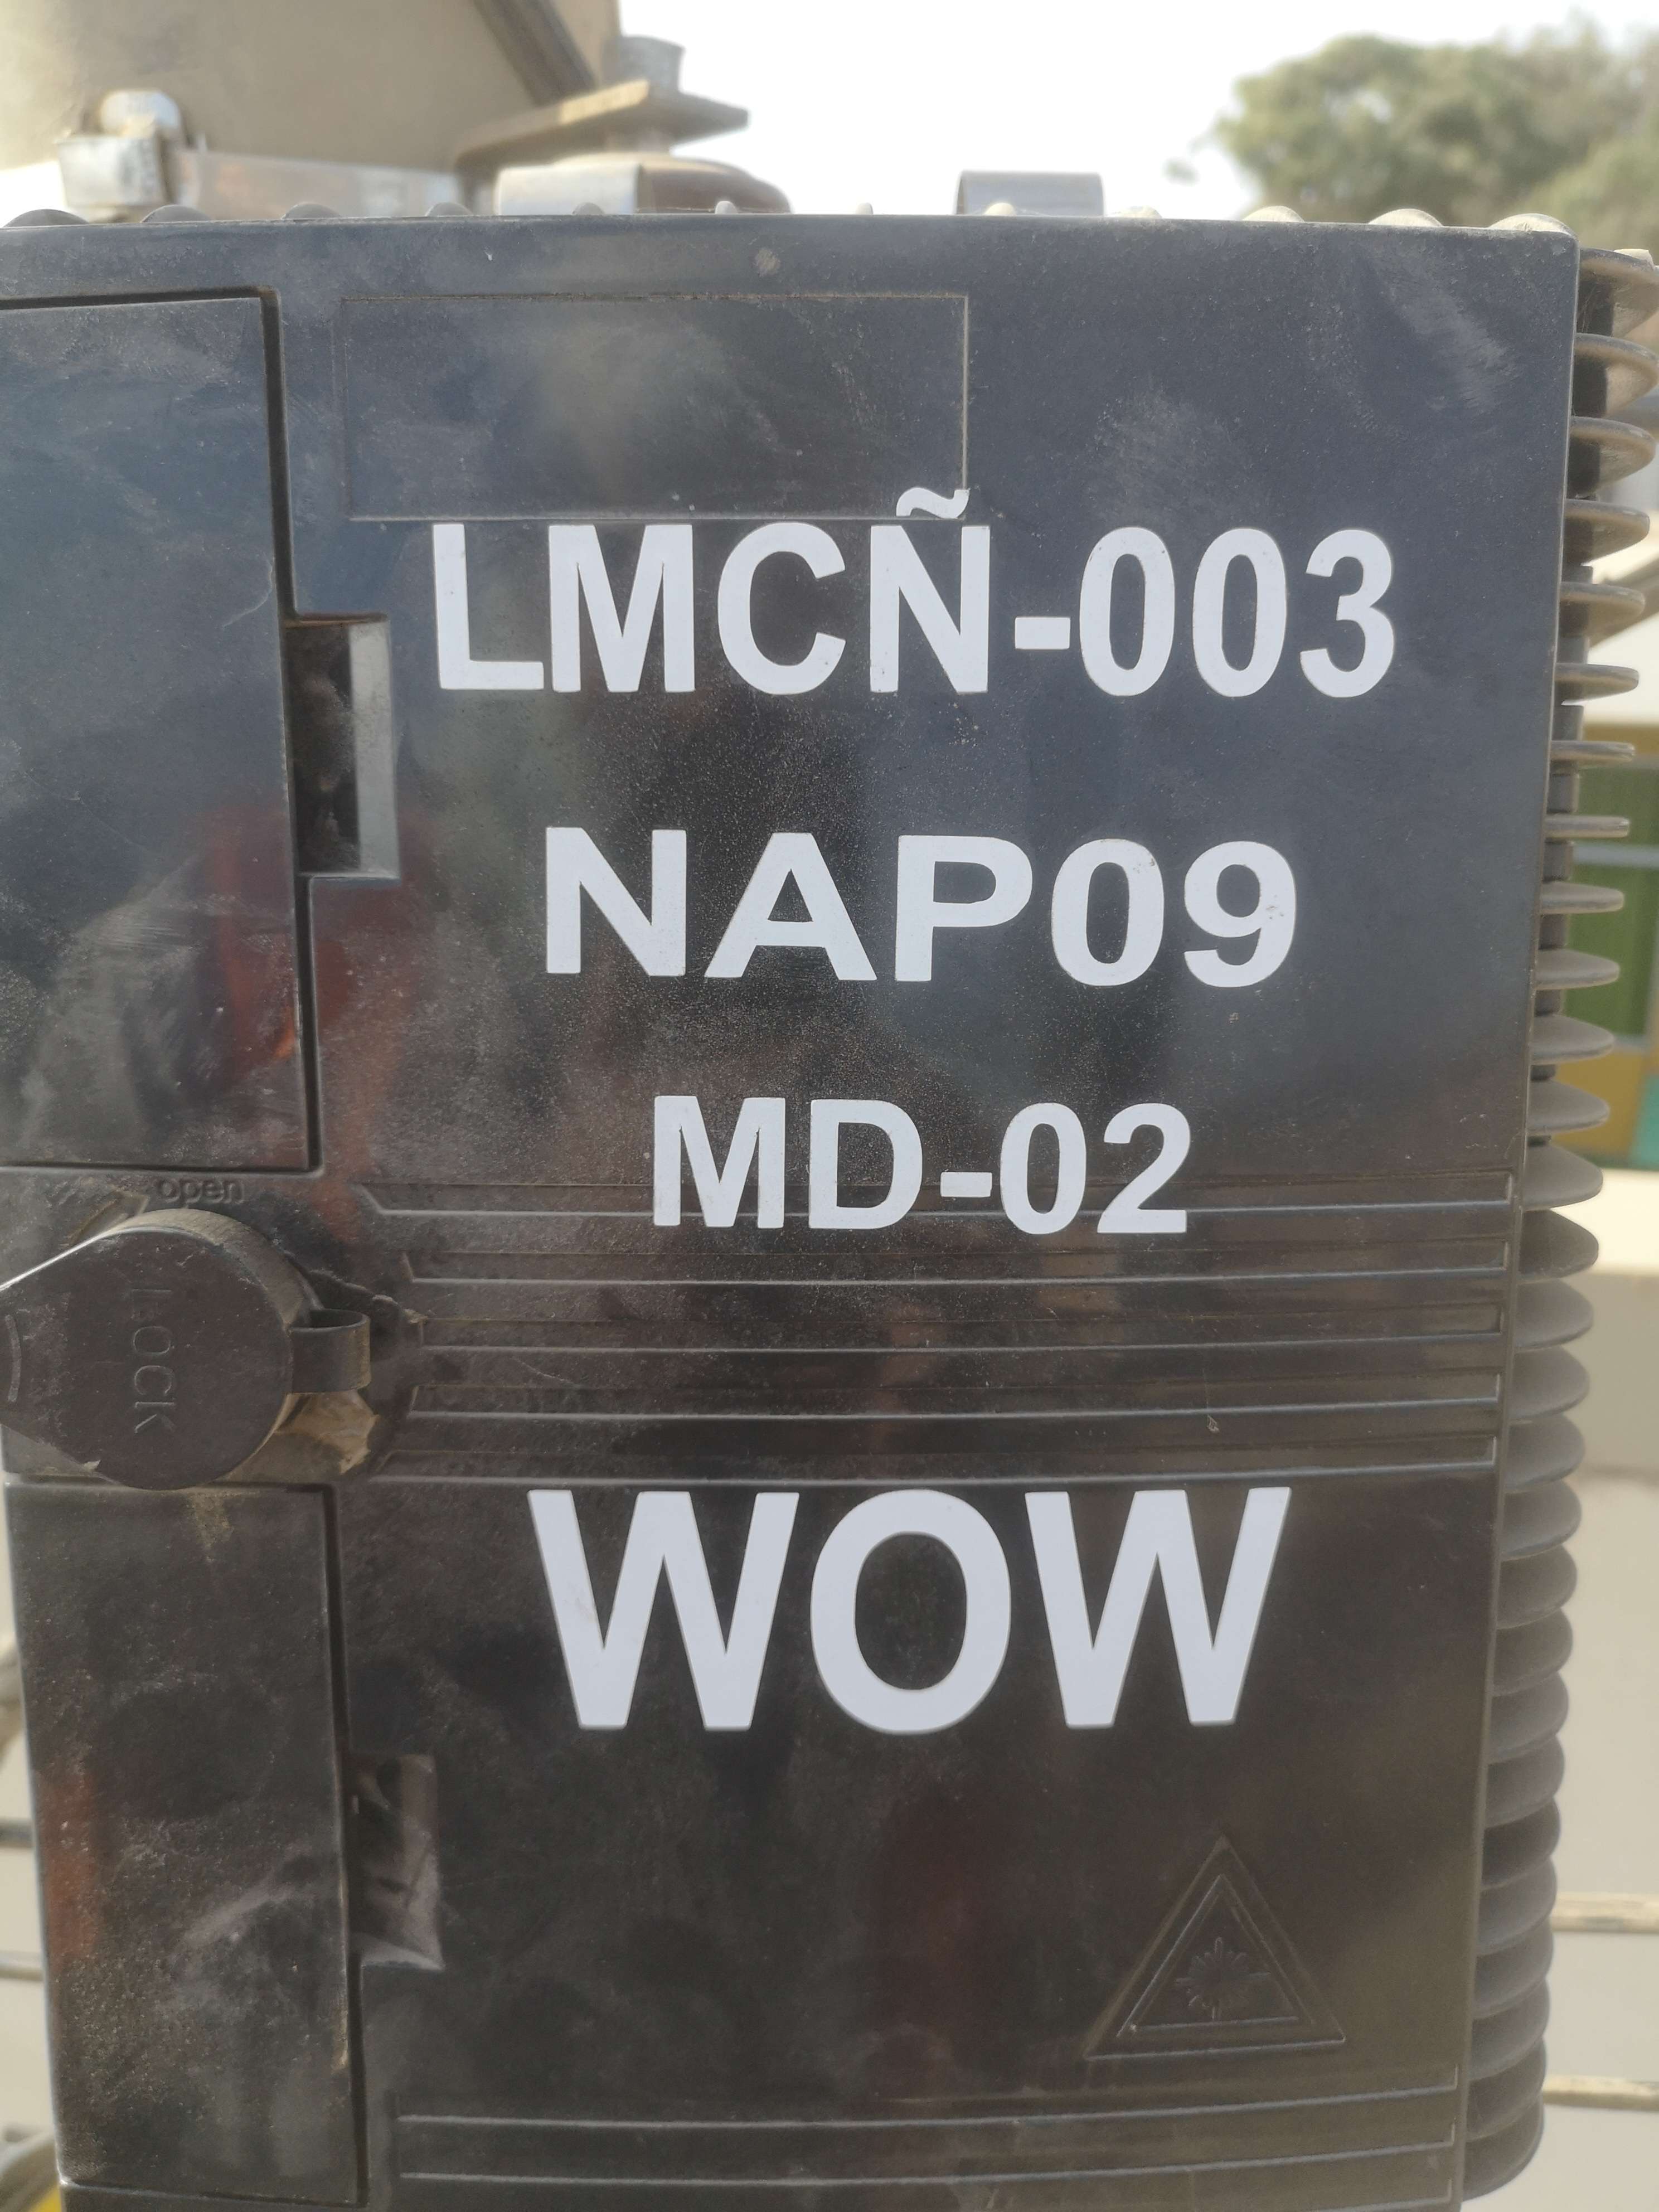 LMCÑ-003
NAP09
MD-02
open
LOCK
WOW